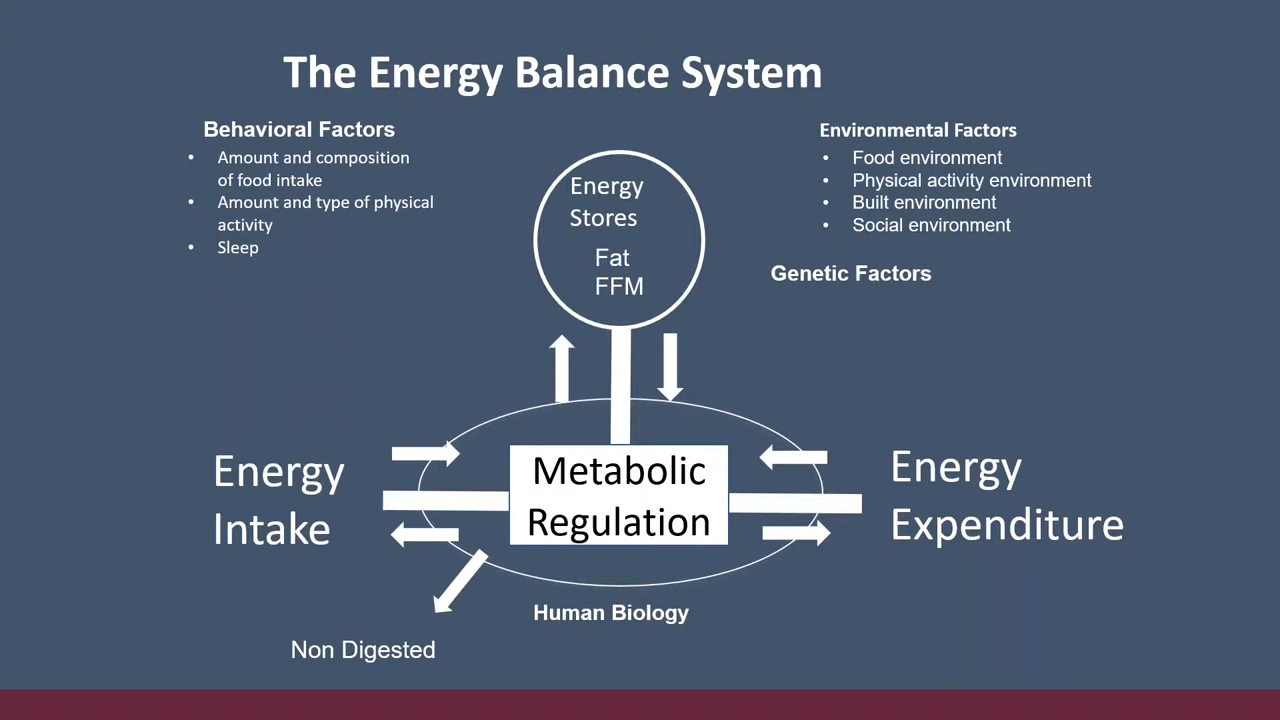 The Energy Balance System
Behavioral Factors
• Amount and composition
of food intake
• Amount and type of physical
activity
• Sleep
Environmental Factors
• Food environment
• Physical activity environment
• Built environment
• Social environment
Genetic Factors
Energy
Stores
Fat
FFM
Energy
Intake
Metabolic
Regulation
Energy
Expenditure
Human Biology
Non Digested